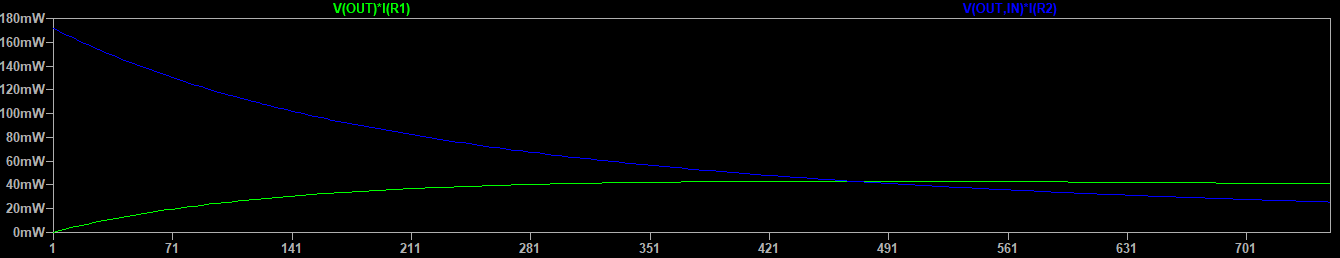 V(OUT)*I(R1) V(OUT,IN)*I(R2)
180mW
160mW
140mW
120mW
100mW
80mW
60mW
40mW
20mW
0mW
1 71 141 211 281 351 421 491 561 631 701